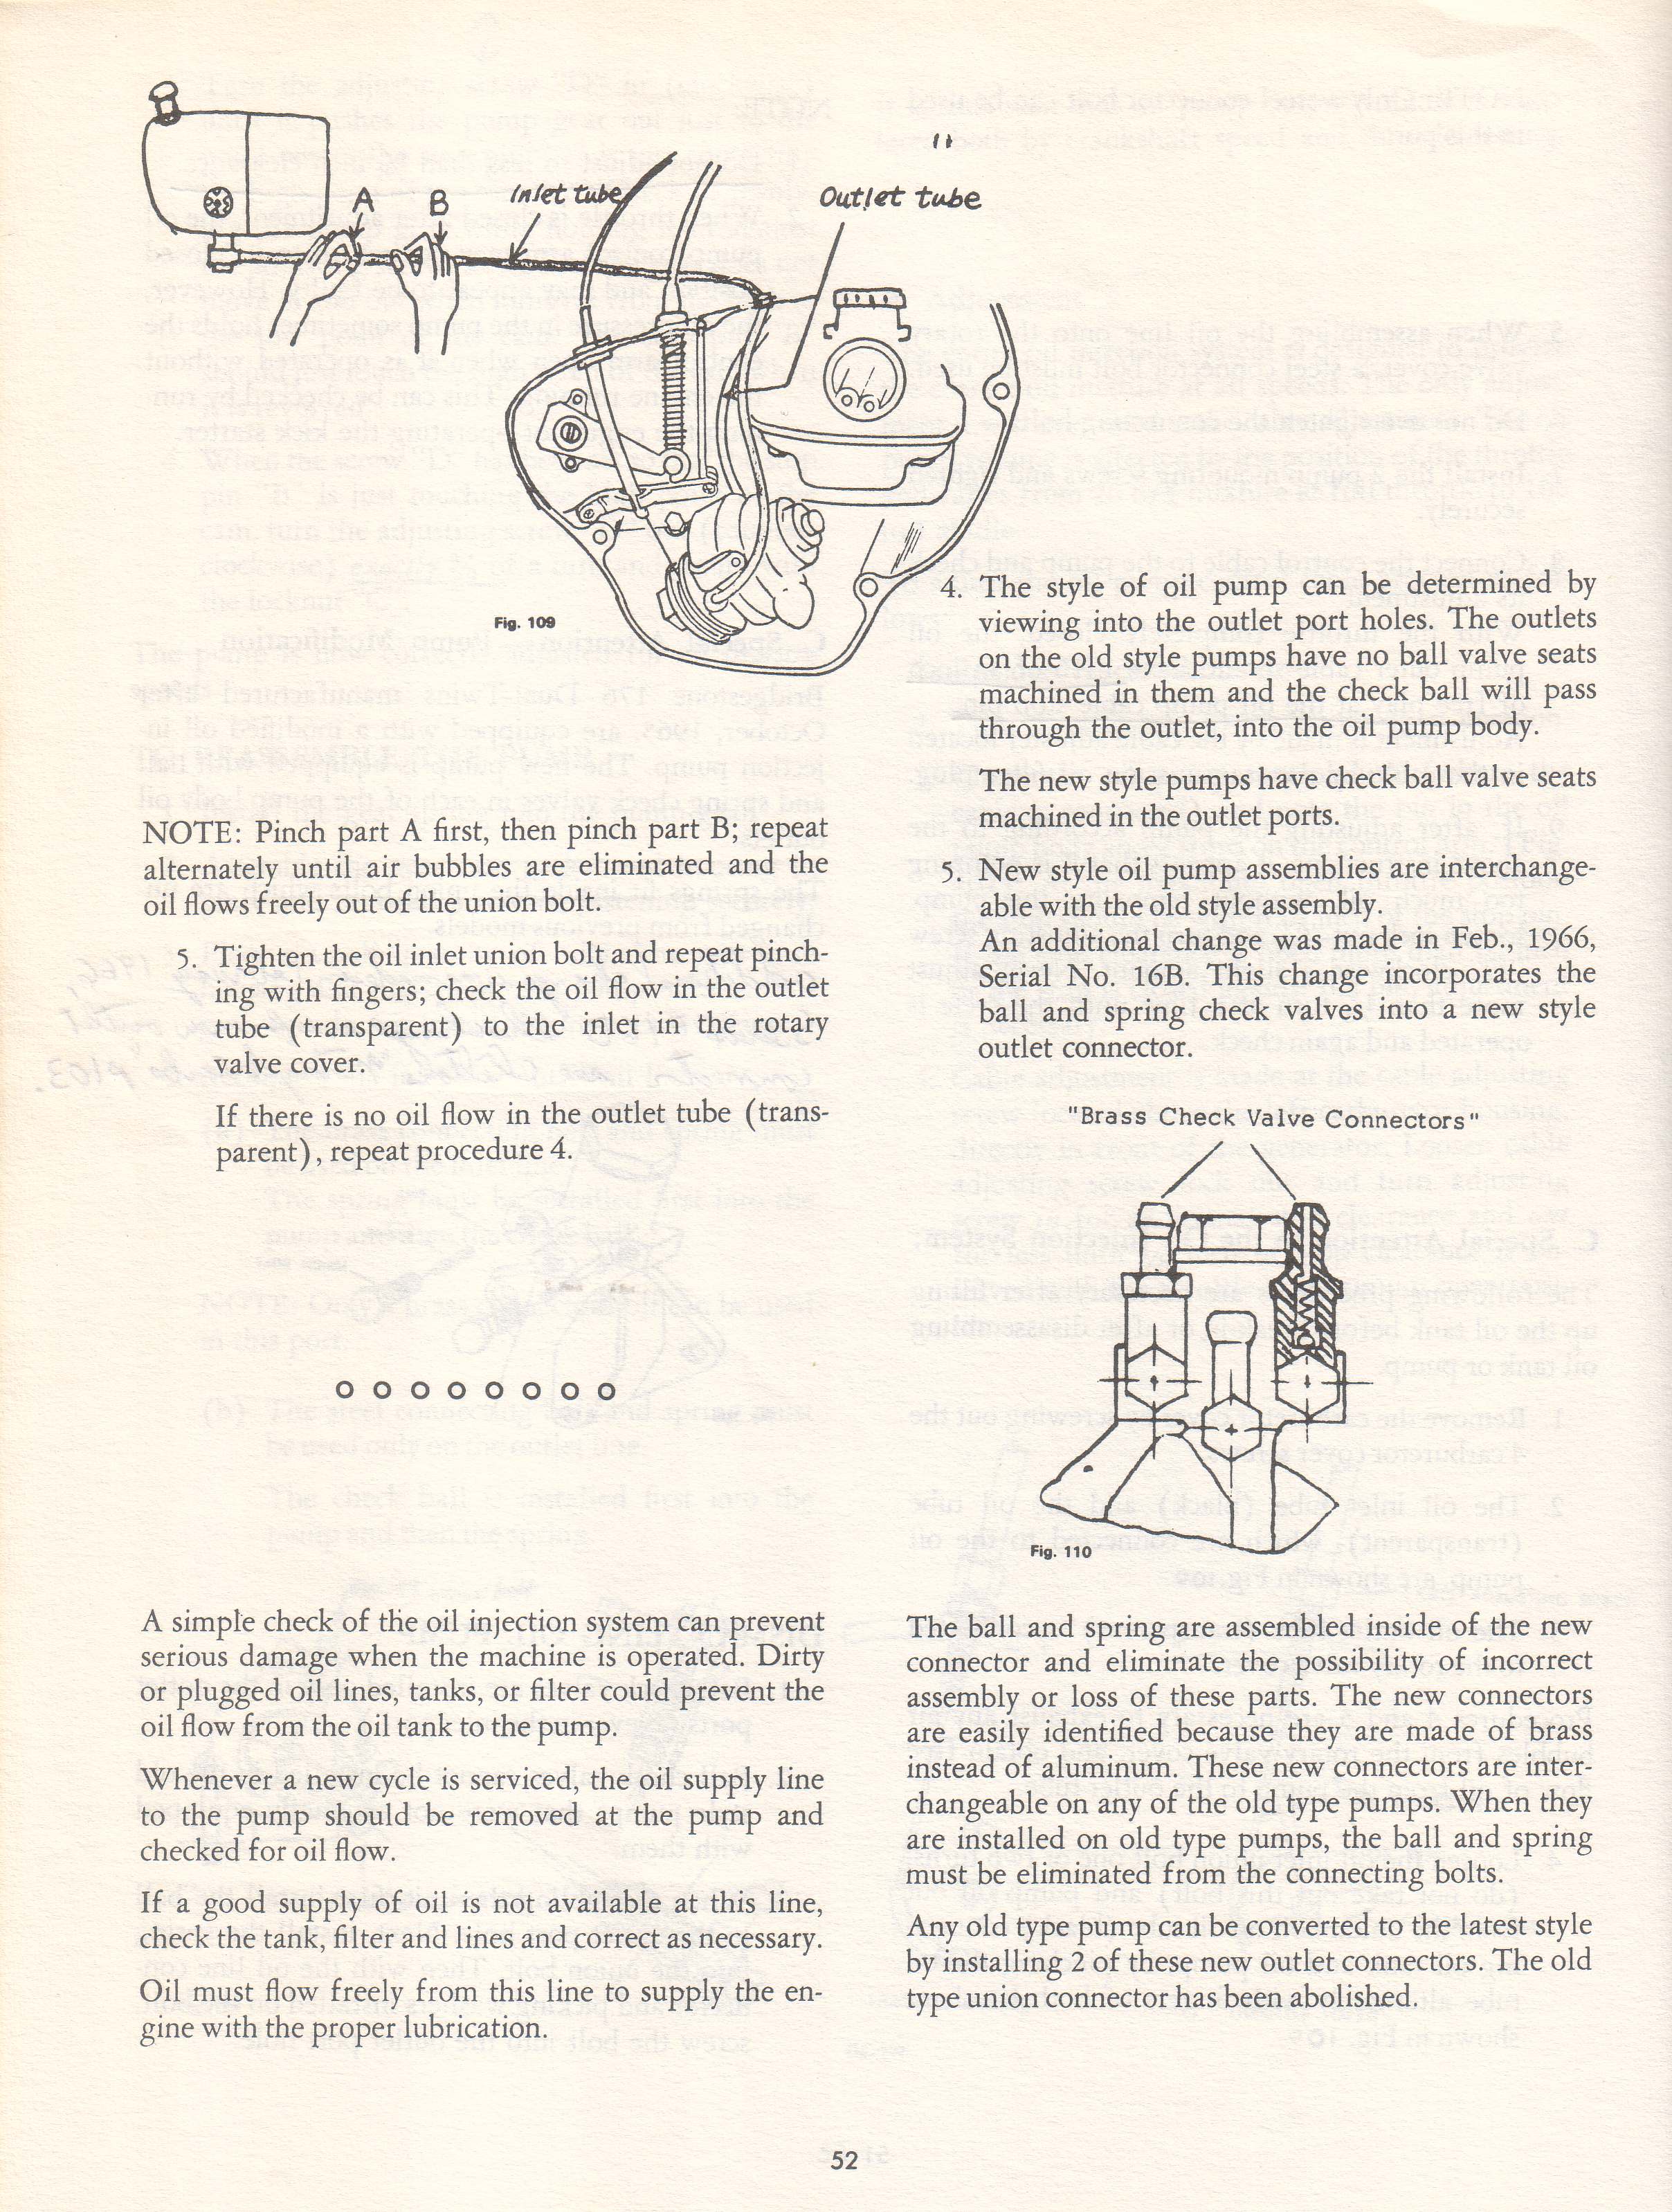 A
B
Inlet tube
Outlet tube
Fig. 109
NOTE: Pinch part A first, then pinch part B; repeat
alternately until air bubbles are eliminated and the
oil flows freely out of the union bolt.
5. Tighten the oil inlet union bolt and repeat pinch-
ing with fingers; check the oil flow in the outlet
tube (transparent) to the inlet in the rotary
valve cover.
If there is no oil flow in the outlet tube (trans-
parent), repeat procedure 4.
o o o o o o o o
A simple check of the oil injection system can prevent
serious damage when the machine is operated. Dirty
or plugged oil lines, tanks, or filter could prevent the
oil flow from the oil tank to the pump.
Whenever a new cycle is serviced, the oil supply line
to the pump should be removed at the pump and
checked for oil flow.
If a good supply of oil is not available at this line,
check the tank, filter and lines and correct as necessary.
Oil must flow freely from this line to supply the en-
gine with the proper lubrication.
4. The style of oil pump can be determined by
viewing into the outlet port holes. The outlets
on the old style pumps have no ball valve seats
machined in them and the check ball will pass
through the outlet, into the oil pump body.
The new style pumps have check ball valve seats
machined in the outlet ports.
5. New style oil pump assemblies are interchange-
able with the old style assembly.
An additional change was made in Feb., 1966,
Serial No. 16B. This change incorporates the
ball and spring check valves into a new style
outlet connector.
"Brass Check Valve Connectors"
Fig. 110
The ball and spring are assembled inside of the new
connector and eliminate the possibility of incorrect
assembly or loss of these parts. The new connectors
are easily identified because they are made of brass
instead of aluminum. These new connectors are inter-
changeable on any of the old type pumps. When they
are installed on old type pumps, the ball and spring
must be eliminated from the connecting bolts.
Any old type pump can be converted to the latest style
by installing 2 of these new outlet connectors. The old
type union connector has been abolished.
52